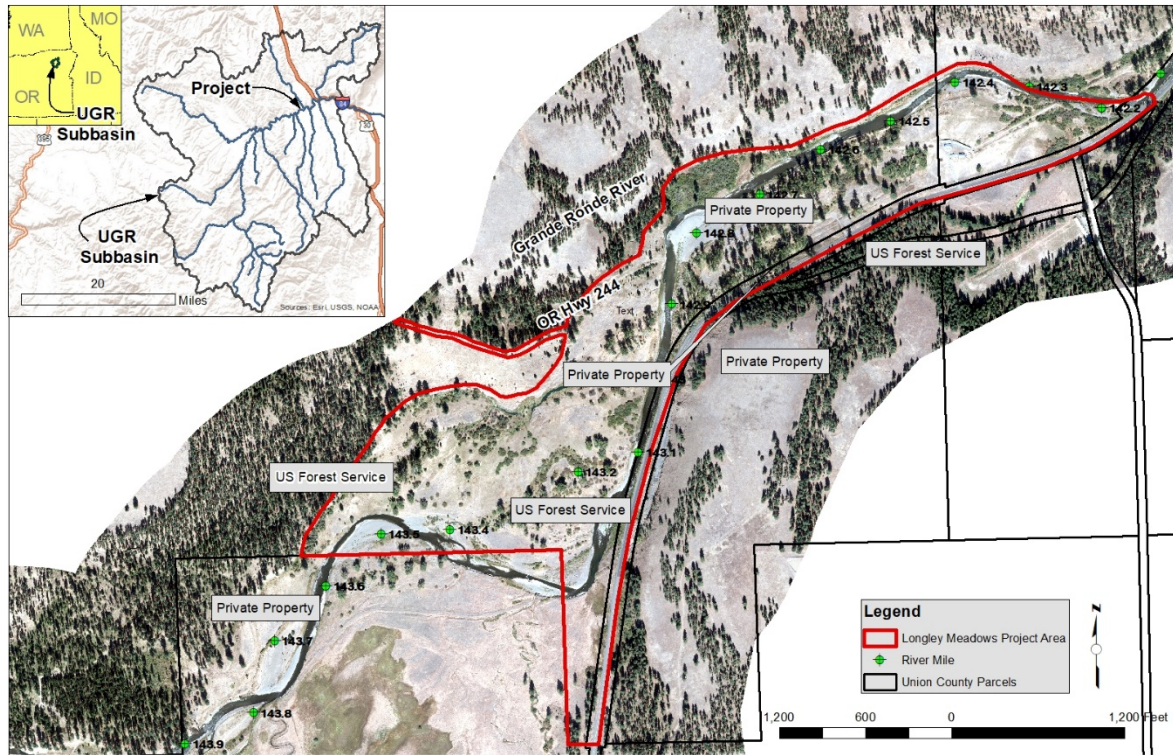 WA
MO
ID
OR
UGR
Subbasin
Project
84
UGR
Subbasin
20
Miles
Sources: Esri, USGS, NOAA
Grande Ronde River
OR Hwy 244
Text
142.4
142.3
142.2
142.5
Private Property
US Forest Service
Private Property
Private Property
143.1
143.2
US Forest Service
US Forest Service
143.4
143.5
143.6
Private Property
143.7
143.8
143.9
Legend
Longley Meadows Project Area
River Mile
Union County Parcels
N
1,200 600 0 1,200 Feet